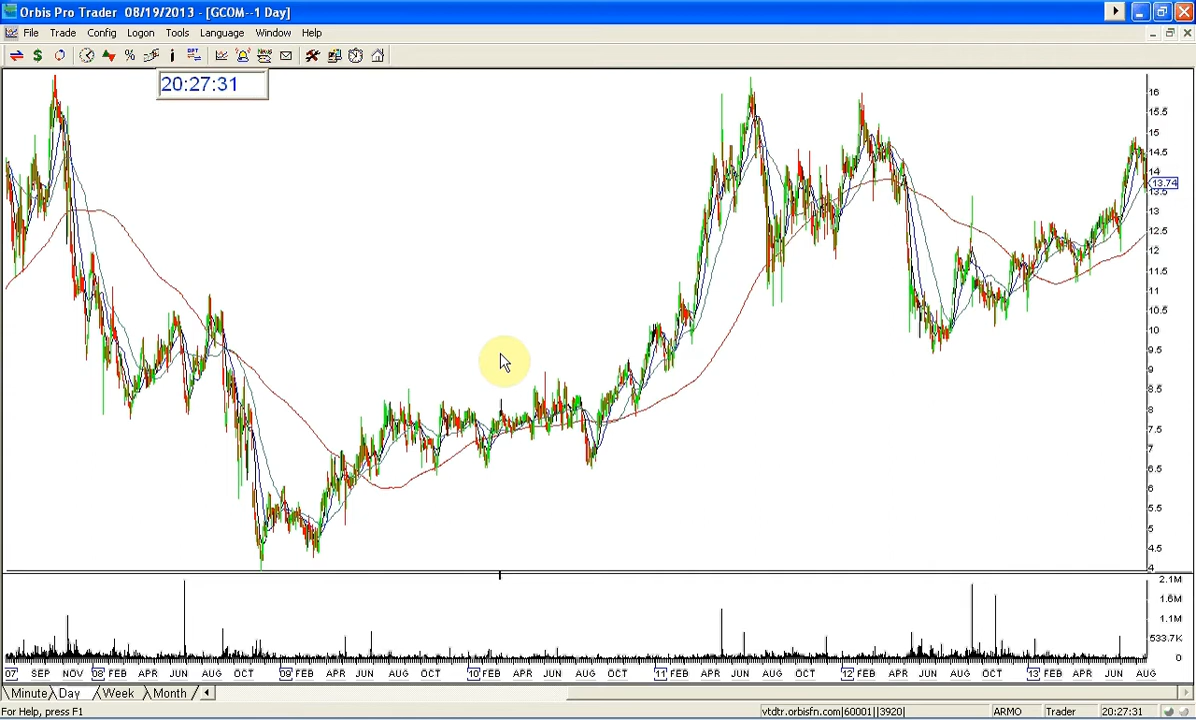 Orbis Pro Trader 08/19/2013 - [GCOM--1 Day]
File Trade Config Logon Tools Language Window Help
20:27:31
16
15.5
15
14.5
14
13.74
13.5
13
12.5
12
11.5
11
10.5
10
9.5
9
8.5
8
7.5
7
6.5
6
5.5
5
4.5
4
2.1M
1.6M
1.1M
533.7K
0
07 SEP NOV 08 FEB APR JUN AUG OCT 09 FEB APR JUN AUG OCT 10 FEB APR JUN AUG OCT 11 FEB APR JUN AUG OCT 12 FEB APR JUN AUG OCT 13 FEB APR JUN AUG
Minute Day Week Month
For Help, press F1
vtdtr.orbisfn.com|60001||3920| ARMO Trader 20:27:31